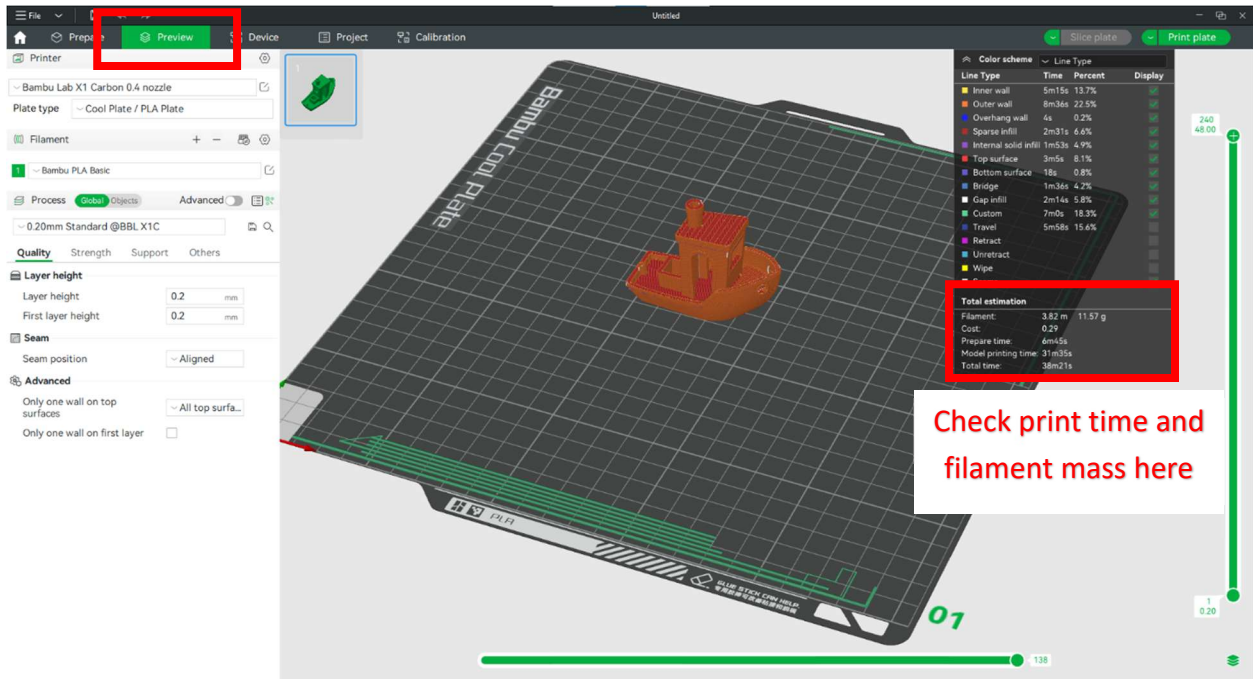 File
Untitled
Prepare
Preview
Device
Project
Calibration
Slice plate
Print plate
Printer
Bambu Lab X1 Carbon 0.4 nozzle
Plate type
Cool Plate / PLA Plate
Filament
+ −
1 Bambu PLA Basic
Process Global Objects Advanced
0.20mm Standard @BBL X1C
Quality Strength Support Others
Layer height
Layer height 0.2 mm
First layer height 0.2 mm
Seam
Seam position Aligned
Advanced
Only one wall on top
surfaces
All top surfa...
Only one wall on first layer
1
Bambu Cool Plate
PLA
GLUE STICK CAN HELP.
01
Color scheme Line Type
Line Type Time Percent Display
Inner wall 5m15s 13.7%
Outer wall 8m36s 22.5%
Overhang wall 4s 0.2%
Sparse infill 2m31s 6.6%
Internal solid infill 1m53s 4.9%
Top surface 3m5s 8.1%
Bottom surface 18s 0.8%
Bridge 1m36s 4.2%
Gap infill 2m14s 5.8%
Custom 7m0s 18.3%
Travel 5m58s 15.6%
Retract
Unretract
Wipe
Total estimation
Filament: 3.82 m 11.57 g
Cost: 0.29
Prepare time: 6m45s
Model printing time: 31m35s
Total time: 38m21s
Check print time and
filament mass here
240
48.00
1
0.20
138